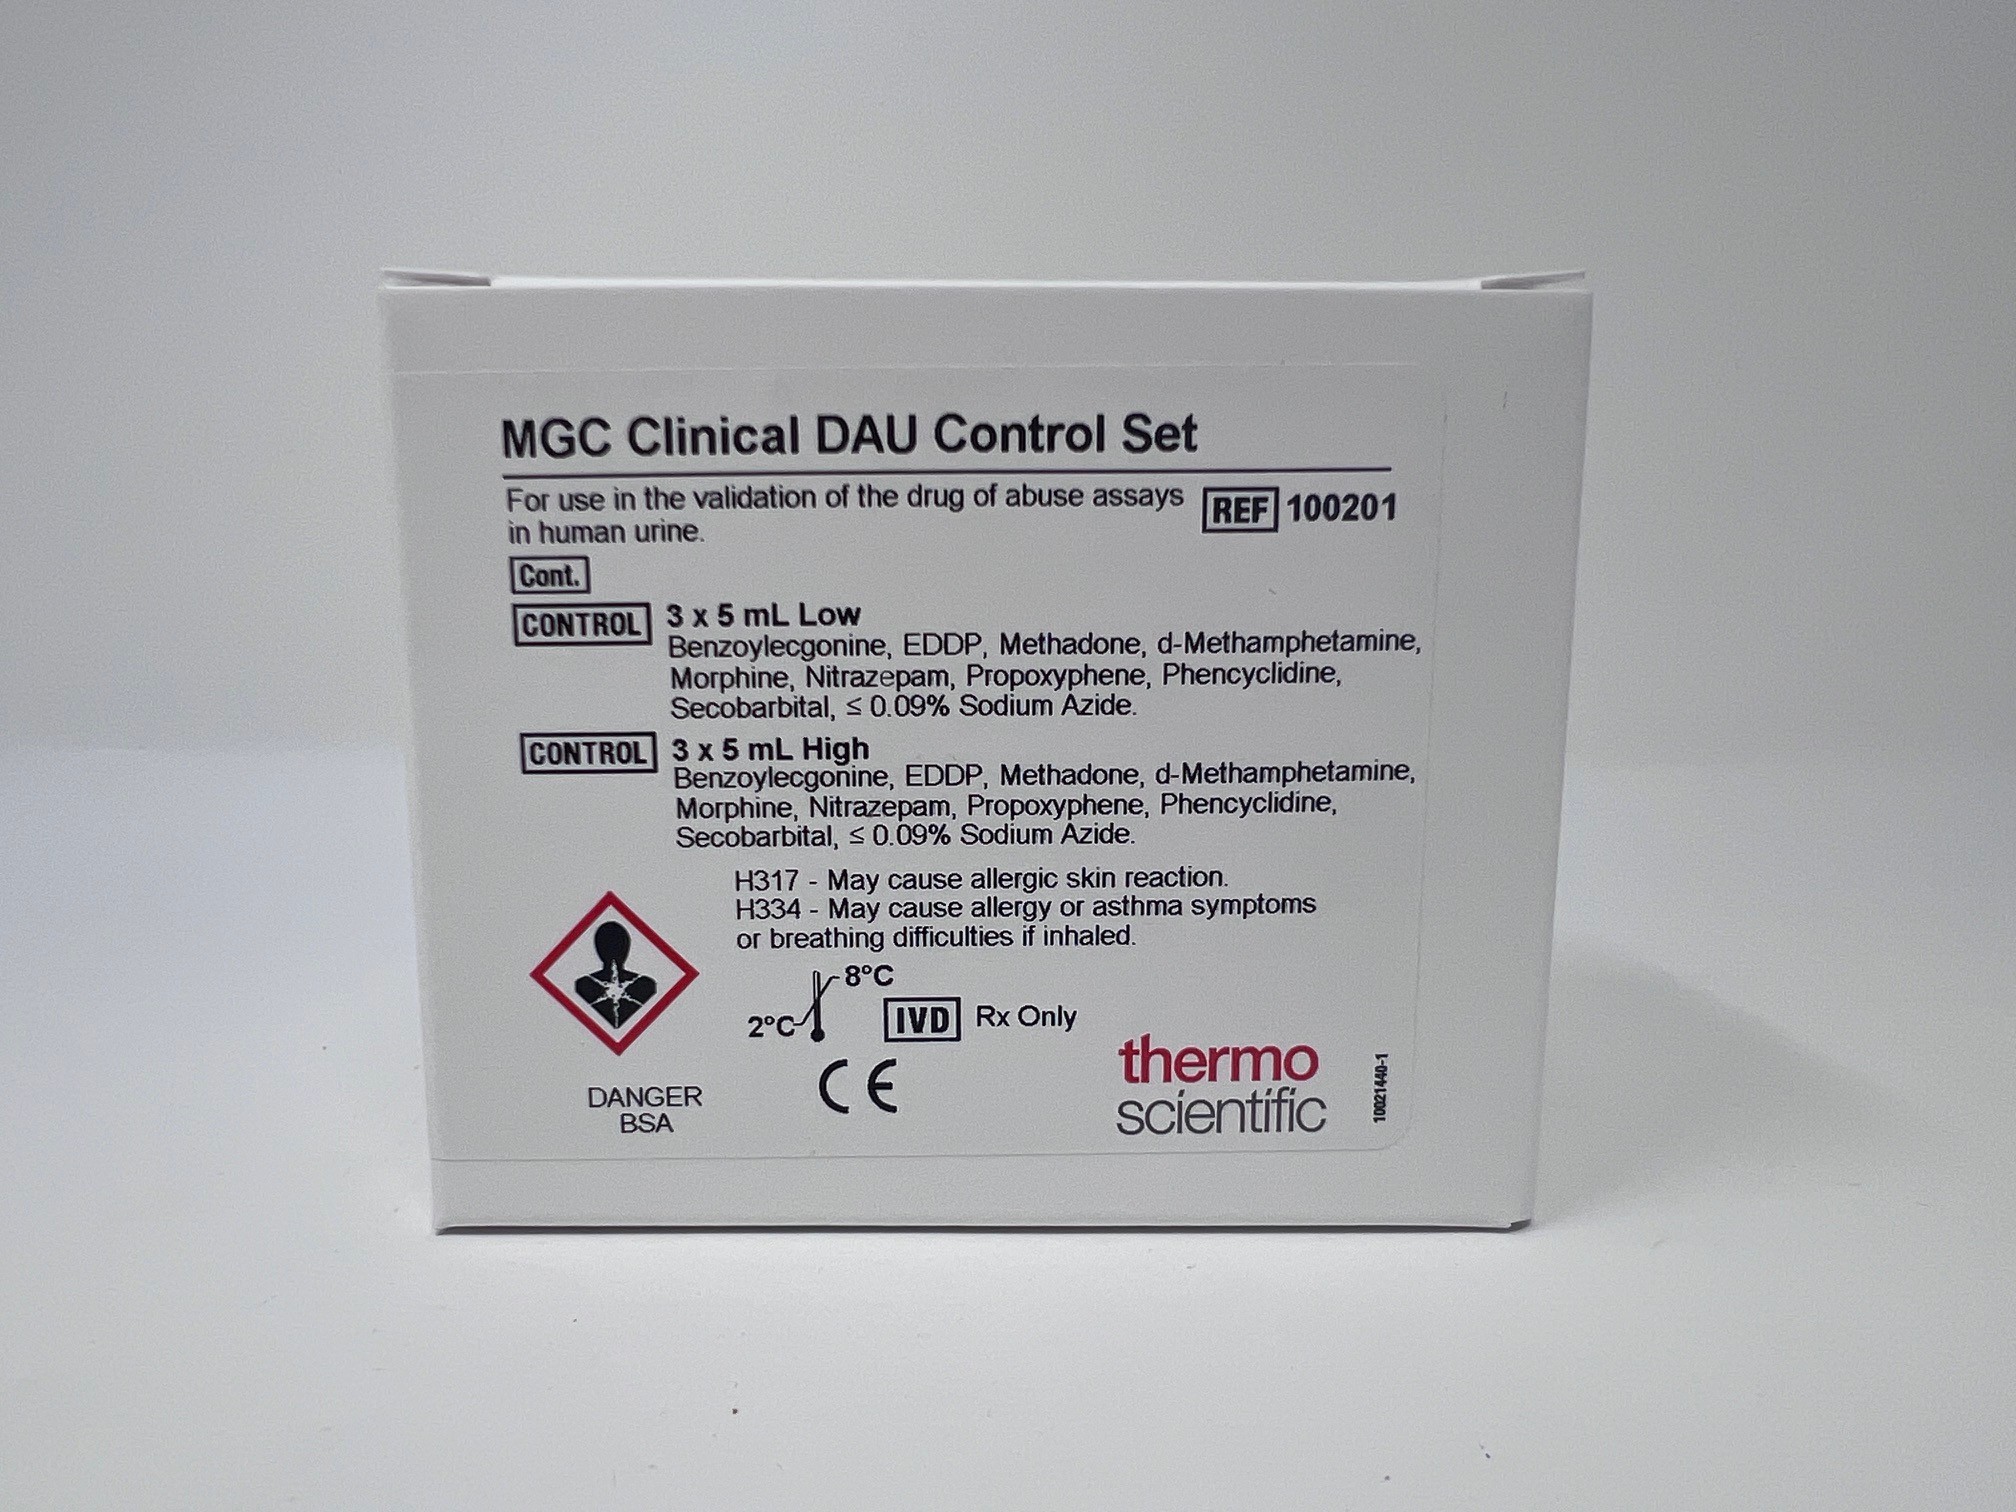 MGC Clinical DAU Control Set
For use in the validation of the drug of abuse assays
in human urine.
REF 100201
Cont.
CONTROL 3 x 5 mL Low
Benzoylecgonine, EDDP, Methadone, d-Methamphetamine,
Morphine, Nitrazepam, Propoxyphene, Phencyclidine,
Secobarbital, ≤ 0.09% Sodium Azide.
CONTROL 3 x 5 mL High
Benzoylecgonine, EDDP, Methadone, d-Methamphetamine,
Morphine, Nitrazepam, Propoxyphene, Phencyclidine,
Secobarbital, ≤ 0.09% Sodium Azide.
H317 - May cause allergic skin reaction.
H334 - May cause allergy or asthma symptoms
or breathing difficulties if inhaled.
8°C
2°C
IVD Rx Only
CE
DANGER
BSA
thermo
scientific
10021440-1